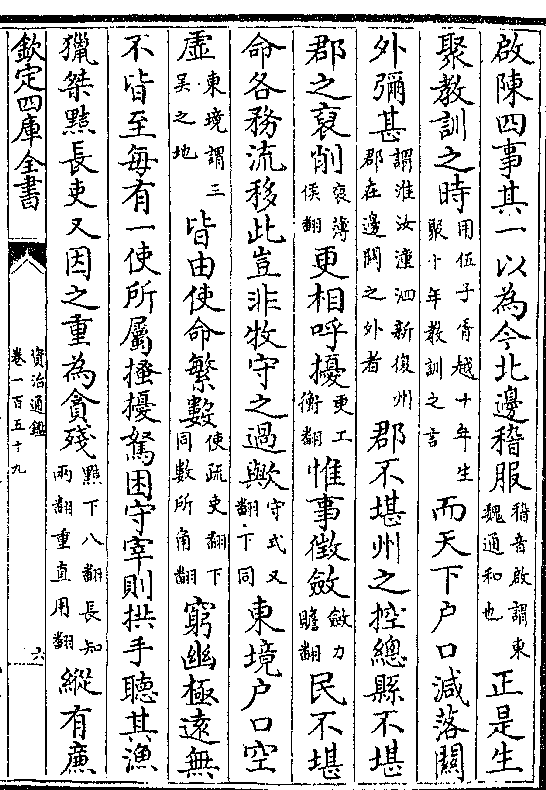 啟陳四事其一以為今北邊稽服稽音啟謂東魏通和也正是生
聚教訓之時用伍子胥越十年生聚十年教訓之言而天下户口減落關
外彌甚謂淮汝潼泗新復州郡在邊關之外者郡不堪州之控總縣不堪
郡之裒削裒薄侯翻更相呼擾更工衡翻惟事徵斂斂力贍翻民不堪
命各務流移此豈非牧守之過歟守式又翻下同東境户口空
虚東境謂三吴之地皆由使命繁數使疏吏翻下同數所角翻窮幽極遠無
不皆至每有一使所屬搔擾駑困守宰則拱手聽其漁
獵桀黠長吏又因之重為貪殘黠下八翻長知兩翻重直用翻縱有亷
欽定四庫全書
資治通鑑
卷一百五十九
六